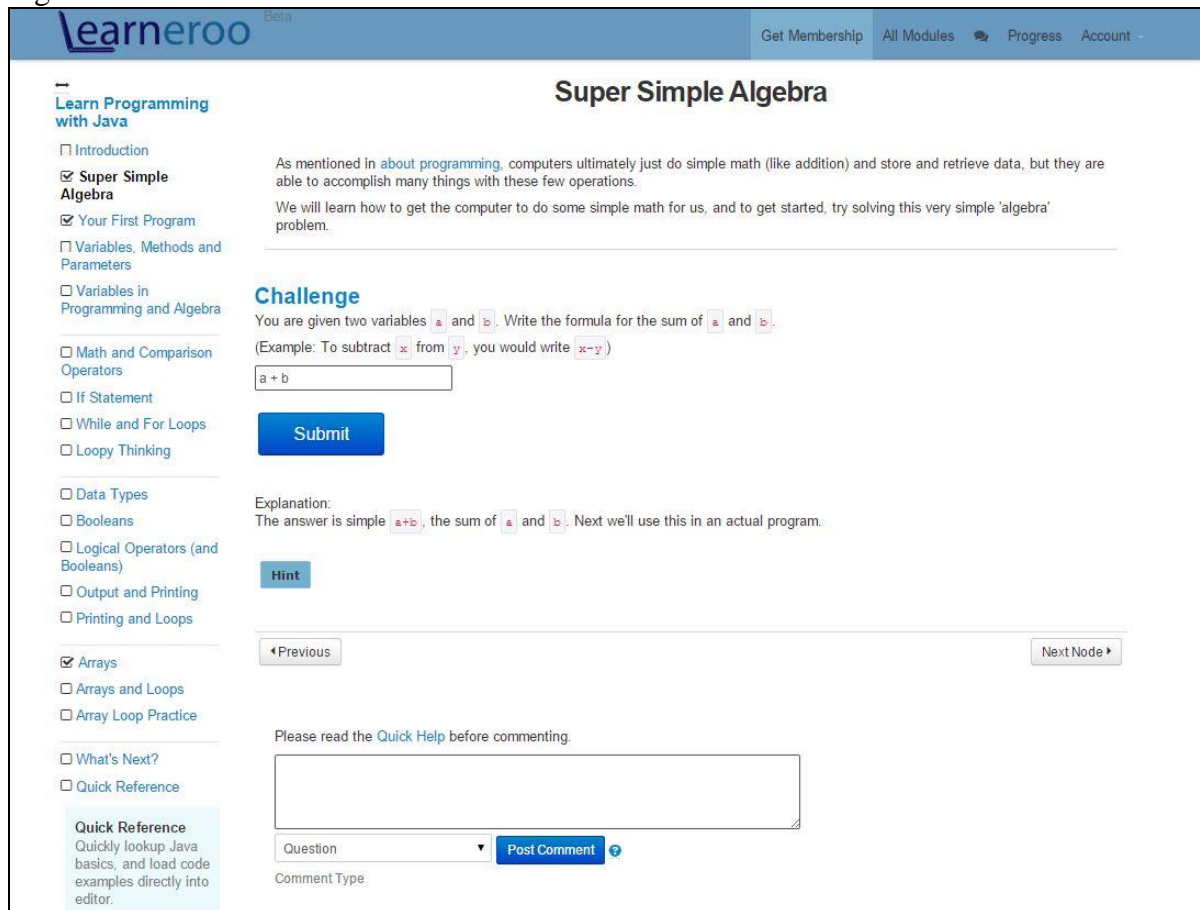 Learneroo
Beta
Get Membership All Modules Progress Account
Learn Programming
with Java
Introduction
Super Simple
Algebra
Your First Program
Variables, Methods and
Parameters
Variables in
Programming and Algebra
Math and Comparison
Operators
If Statement
While and For Loops
Loopy Thinking
Data Types
Booleans
Logical Operators (and
Booleans)
Output and Printing
Printing and Loops
Arrays
Arrays and Loops
Array Loop Practice
What's Next?
Quick Reference
Quick Reference
Quickly lookup Java
basics, and load code
examples directly into
editor.
Super Simple Algebra
As mentioned in about programming, computers ultimately just do simple math (like addition) and store and retrieve data, but they are
able to accomplish many things with these few operations.
We will learn how to get the computer to do some simple math for us, and to get started, try solving this very simple 'algebra'
problem.
Challenge
You are given two variables a and b. Write the formula for the sum of a and b.
(Example: To subtract x from y, you would write x-y)
a + b
Submit
Explanation:
The answer is simple a+b, the sum of a and b. Next we'll use this in an actual program.
Hint
Previous
Next Node
Please read the Quick Help before commenting.
Question
Post Comment
Comment Type